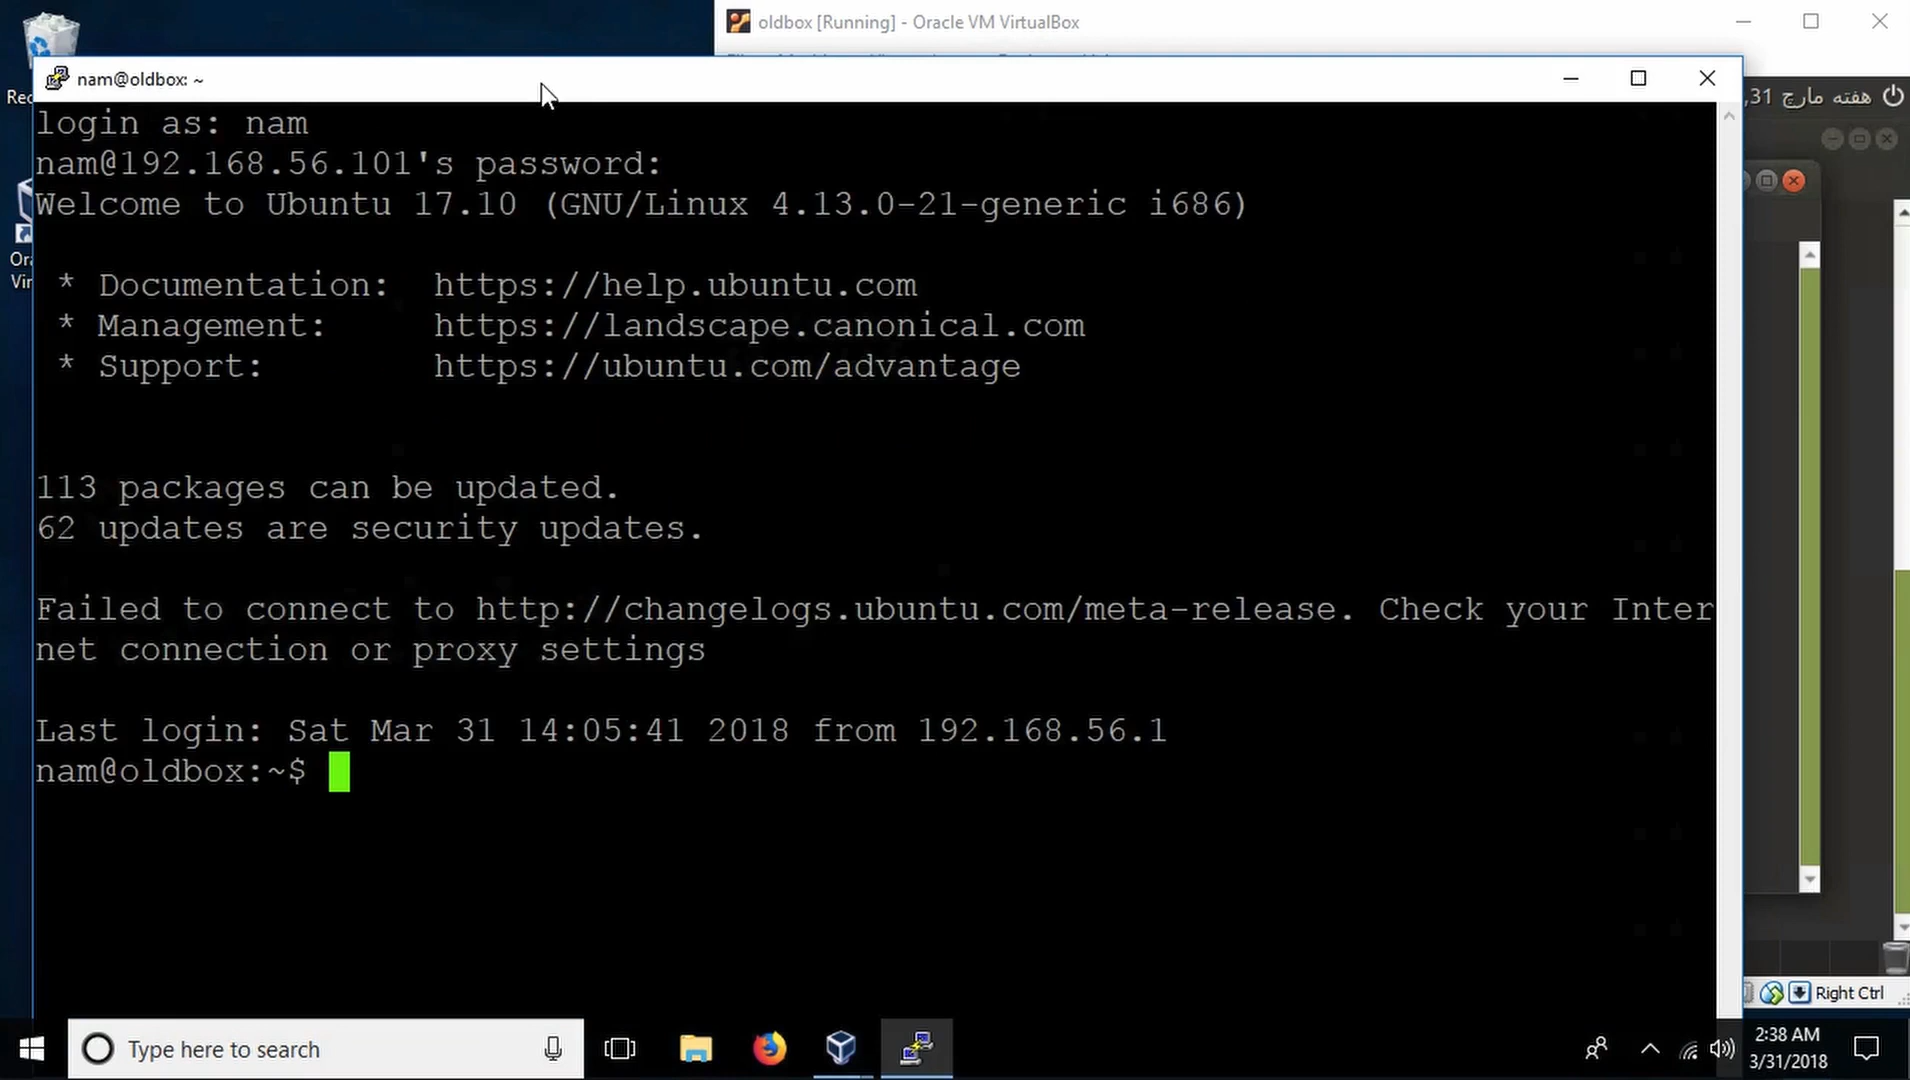 oldbox [Running] - Oracle VM VirtualBox
nam@oldbox: ~
login as: nam
nam@192.168.56.101's password:
Welcome to Ubuntu 17.10 (GNU/Linux 4.13.0-21-generic i686)
* Documentation: https://help.ubuntu.com
* Management: https://landscape.canonical.com
* Support: https://ubuntu.com/advantage
113 packages can be updated.
62 updates are security updates.
Failed to connect to http://changelogs.ubuntu.com/meta-release. Check your Inter
net connection or proxy settings
Last login: Sat Mar 31 14:05:41 2018 from 192.168.56.1
nam@oldbox:~$
هفته مارچ 31,
Right Ctrl
Type here to search
2:38 AM
3/31/2018